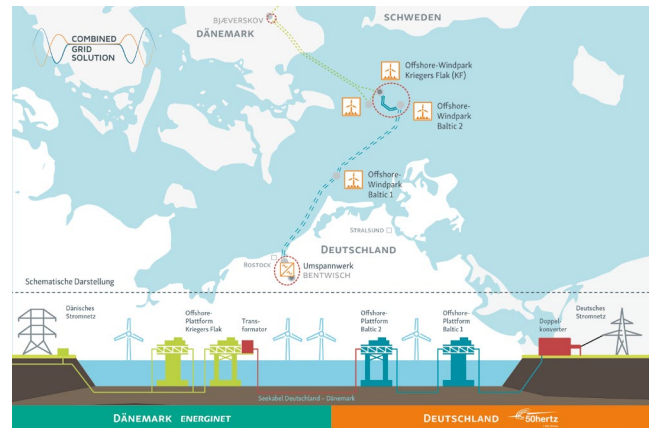 COMBINED
GRID
SOLUTION
BJÆVERSKOV
DÄNEMARK
SCHWEDEN
Offshore-Windpark
Kriegers Flak (KF)
Offshore-
Windpark
Baltic 2
Offshore-
Windpark
Baltic 1
STRALSUND
DEUTSCHLAND
ROSTOCK
Umspannwerk
BENTWISCH
Schematische Darstellung
Dänisches
Stromnetz
Offshore-
Plattform
Kriegers Flak
Trans-
formator
Offshore-
Plattform
Baltic 2
Offshore-
Plattform
Baltic 1
Doppel-
konverter
Deutsches
Stromnetz
Seekabel Deutschland – Dänemark
DÄNEMARK ENERGINET
DEUTSCHLAND 50hertz